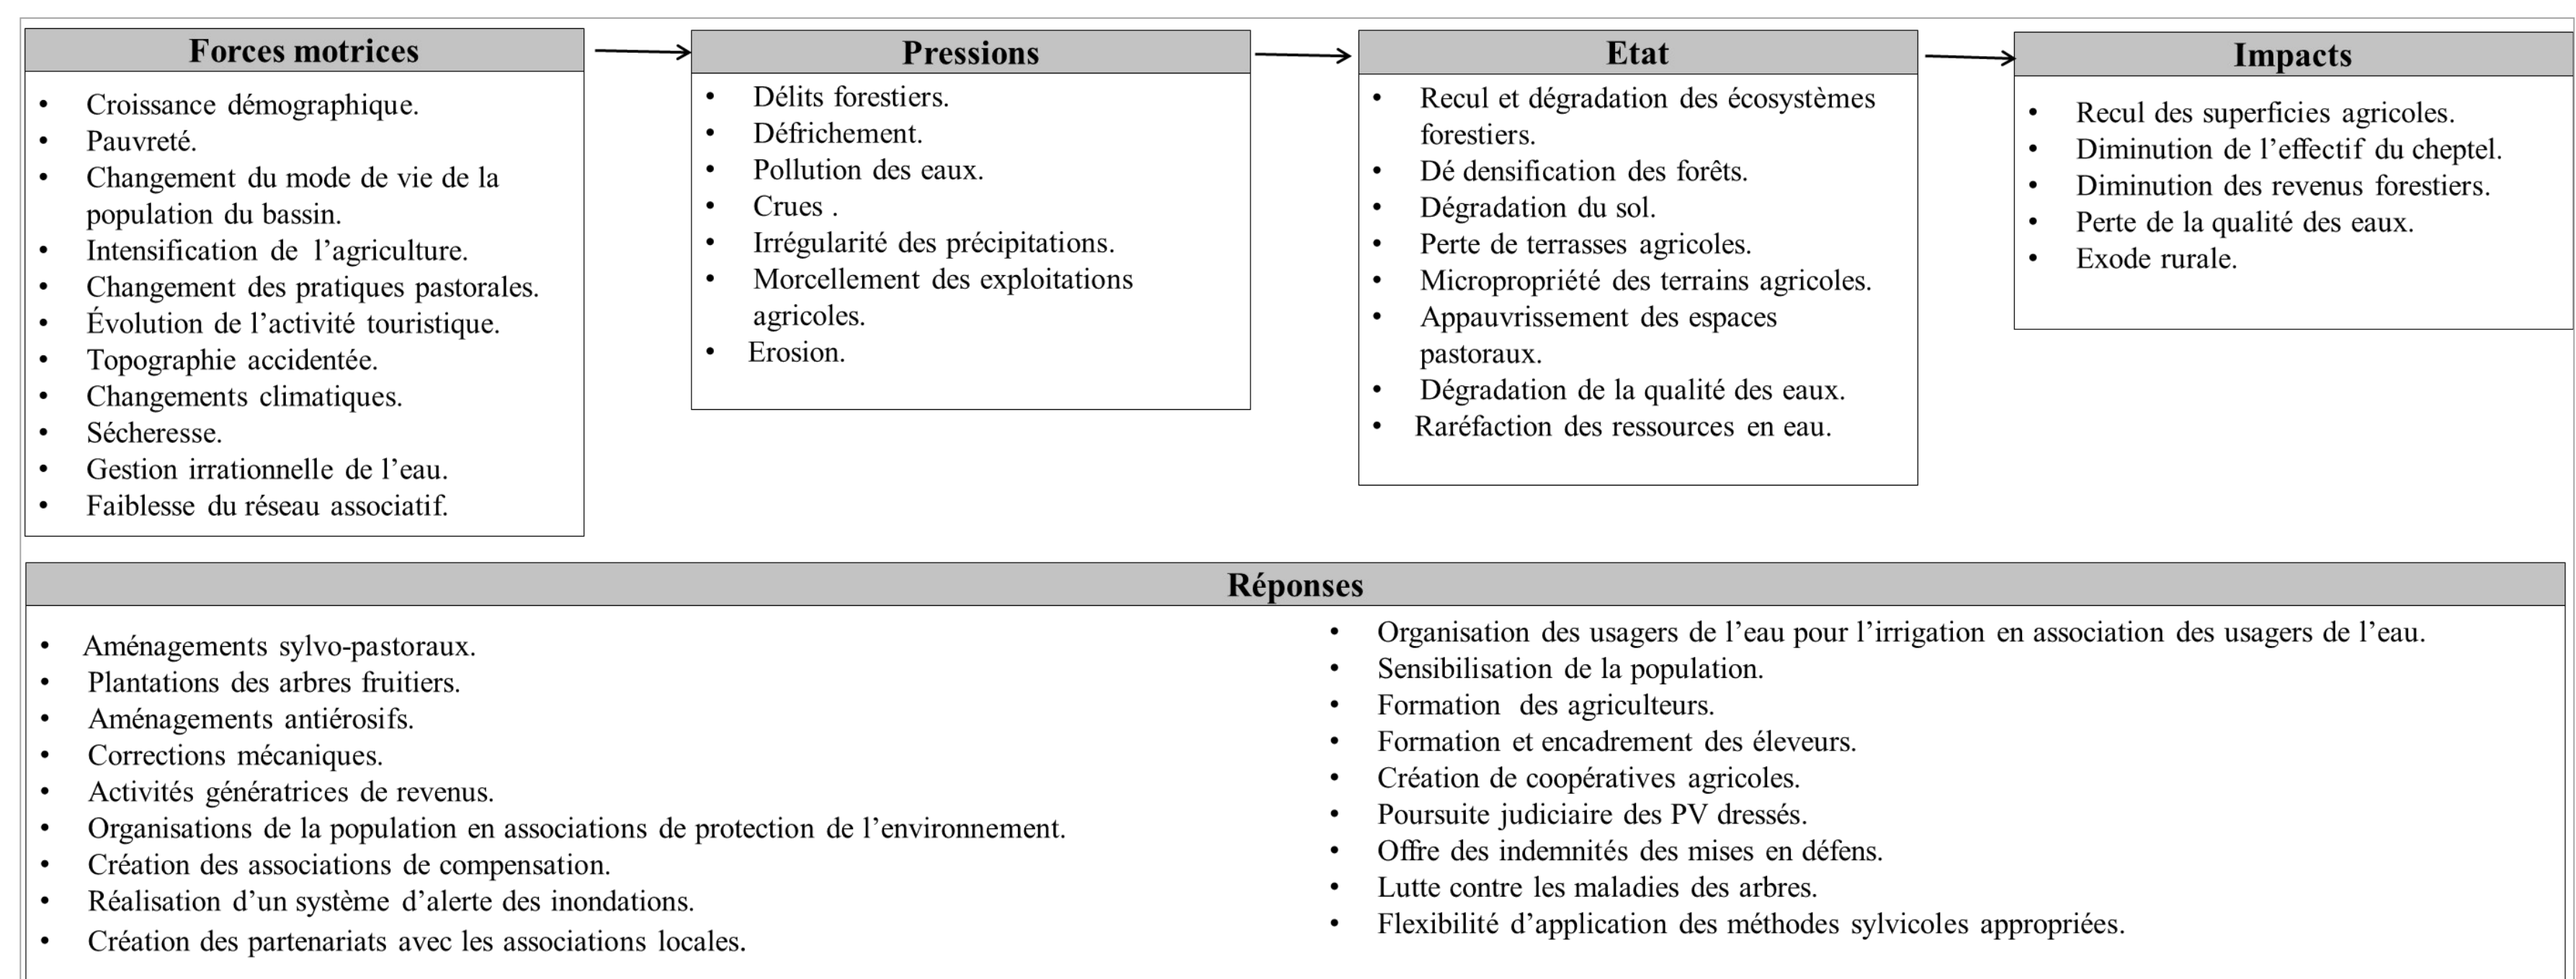 Forces motrices
• Croissance démographique.
• Pauvreté.
• Changement du mode de vie de la
population du bassin.
• Intensification de l’agriculture.
• Changement des pratiques pastorales.
• Évolution de l’activité touristique.
• Topographie accidentée.
• Changements climatiques.
• Sécheresse.
• Gestion irrationnelle de l’eau.
• Faiblesse du réseau associatif.
Pressions
• Délits forestiers.
• Défrichement.
• Pollution des eaux.
• Crues .
• Irrégularité des précipitations.
• Morcellement des exploitations
agricoles.
• Erosion.
Etat
• Recul et dégradation des écosystèmes
forestiers.
• Dé densification des forêts.
• Dégradation du sol.
• Perte de terrasses agricoles.
• Micropropriété des terrains agricoles.
• Appauvrissement des espaces
pastoraux.
• Dégradation de la qualité des eaux.
• Raréfaction des ressources en eau.
Impacts
• Recul des superficies agricoles.
• Diminution de l’effectif du cheptel.
• Diminution des revenus forestiers.
• Perte de la qualité des eaux.
• Exode rurale.
Réponses
• Aménagements sylvo-pastoraux.
• Plantations des arbres fruitiers.
• Aménagements antiérosifs.
• Corrections mécaniques.
• Activités génératrices de revenus.
• Organisations de la population en associations de protection de l’environnement.
• Création des associations de compensation.
• Réalisation d’un système d’alerte des inondations.
• Création des partenariats avec les associations locales.
• Organisation des usagers de l’eau pour l’irrigation en association des usagers de l’eau.
• Sensibilisation de la population.
• Formation des agriculteurs.
• Formation et encadrement des éleveurs.
• Création de coopératives agricoles.
• Poursuite judiciaire des PV dressés.
• Offre des indemnités des mises en défens.
• Lutte contre les maladies des arbres.
• Flexibilité d’application des méthodes sylvicoles appropriées.